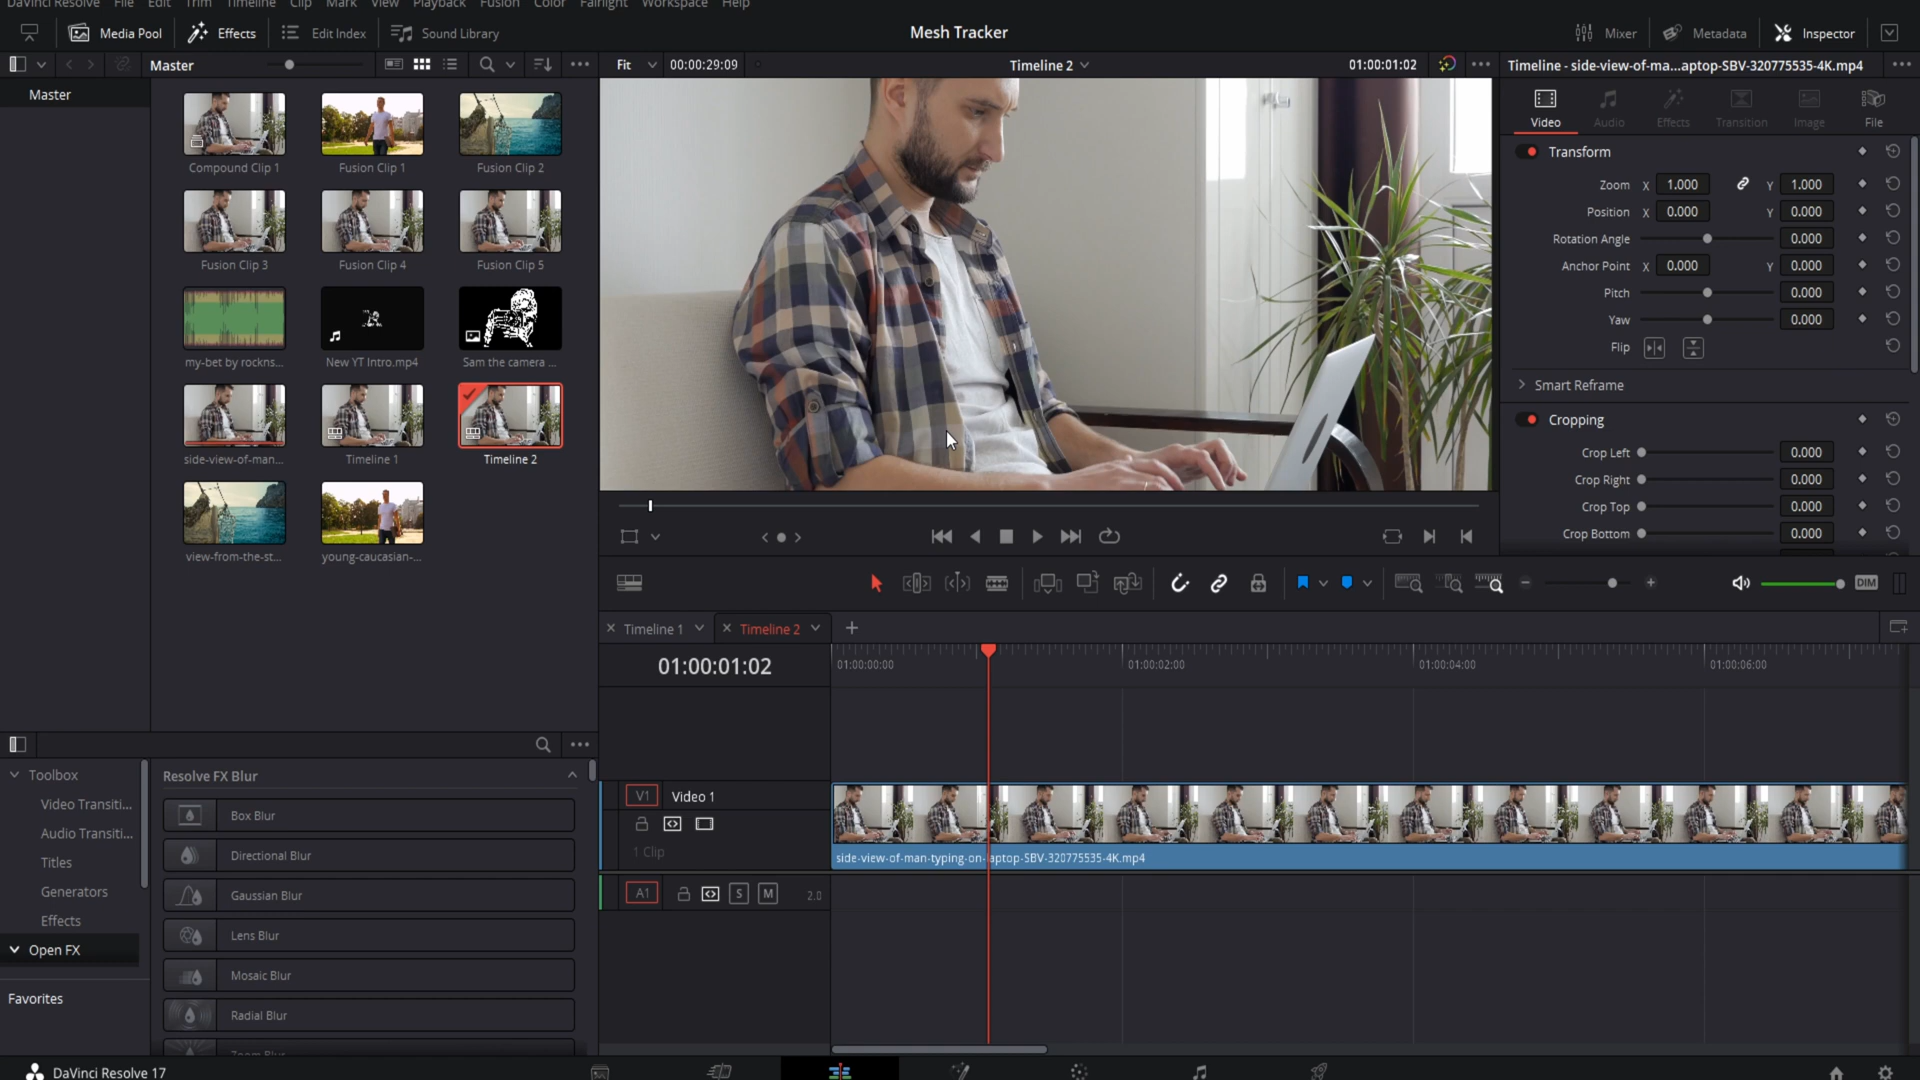 DaVinci Resolve File Edit Trim Timeline Clip Mark View Playback Fusion Color Fairlight Workspace Help
Media Pool Effects Edit Index Sound Library Mesh Tracker Mixer Metadata Inspector
Master Fit 00:00:29:09 Timeline 2 01:00:01:02 Timeline - side-view-of-ma...aptop-SBV-320775535-4K.mp4
Master
Video Audio Effects Transition Image File
Compound Clip 1 Fusion Clip 1 Fusion Clip 2
Fusion Clip 3 Fusion Clip 4 Fusion Clip 5
my-bet by rockns... New YT Intro.mp4 Sam the camera ...
side-view-of-man... Timeline 1 Timeline 2
view-from-the-st... young-caucasian-...
Transform
Zoom X 1.000 Y 1.000
Position X 0.000 Y 0.000
Rotation Angle 0.000
Anchor Point X 0.000 Y 0.000
Pitch 0.000
Yaw 0.000
Flip
Smart Reframe
Cropping
Crop Left 0.000
Crop Right 0.000
Crop Top 0.000
Crop Bottom 0.000
DIM
Timeline 1 Timeline 2
01:00:01:02 01:00:00:00 01:00:02:00 01:00:04:00 01:00:06:00
V1 Video 1
1 Clip
side-view-of-man-typing-on-laptop-SBV-320775535-4K.mp4
A1 S M 2.0
Toolbox
Video Transiti...
Audio Transiti...
Titles
Generators
Effects
Open FX
Favorites
Resolve FX Blur
Box Blur
Directional Blur
Gaussian Blur
Lens Blur
Mosaic Blur
Radial Blur
Zoom Blur
DaVinci Resolve 17